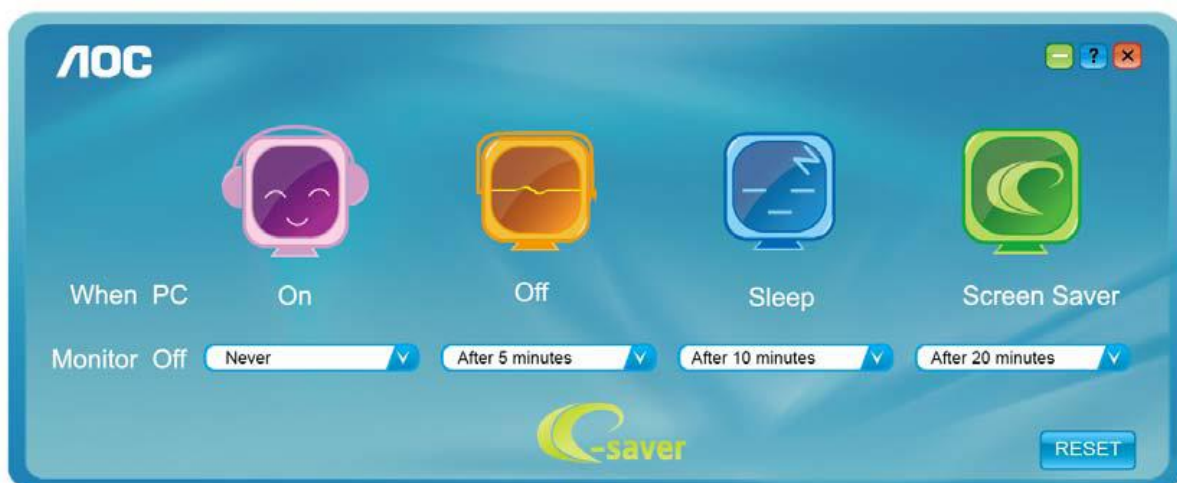 AOC
?
When PC On Off Sleep Screen Saver
Monitor Off Never After 5 minutes After 10 minutes After 20 minutes
e-saver
RESET